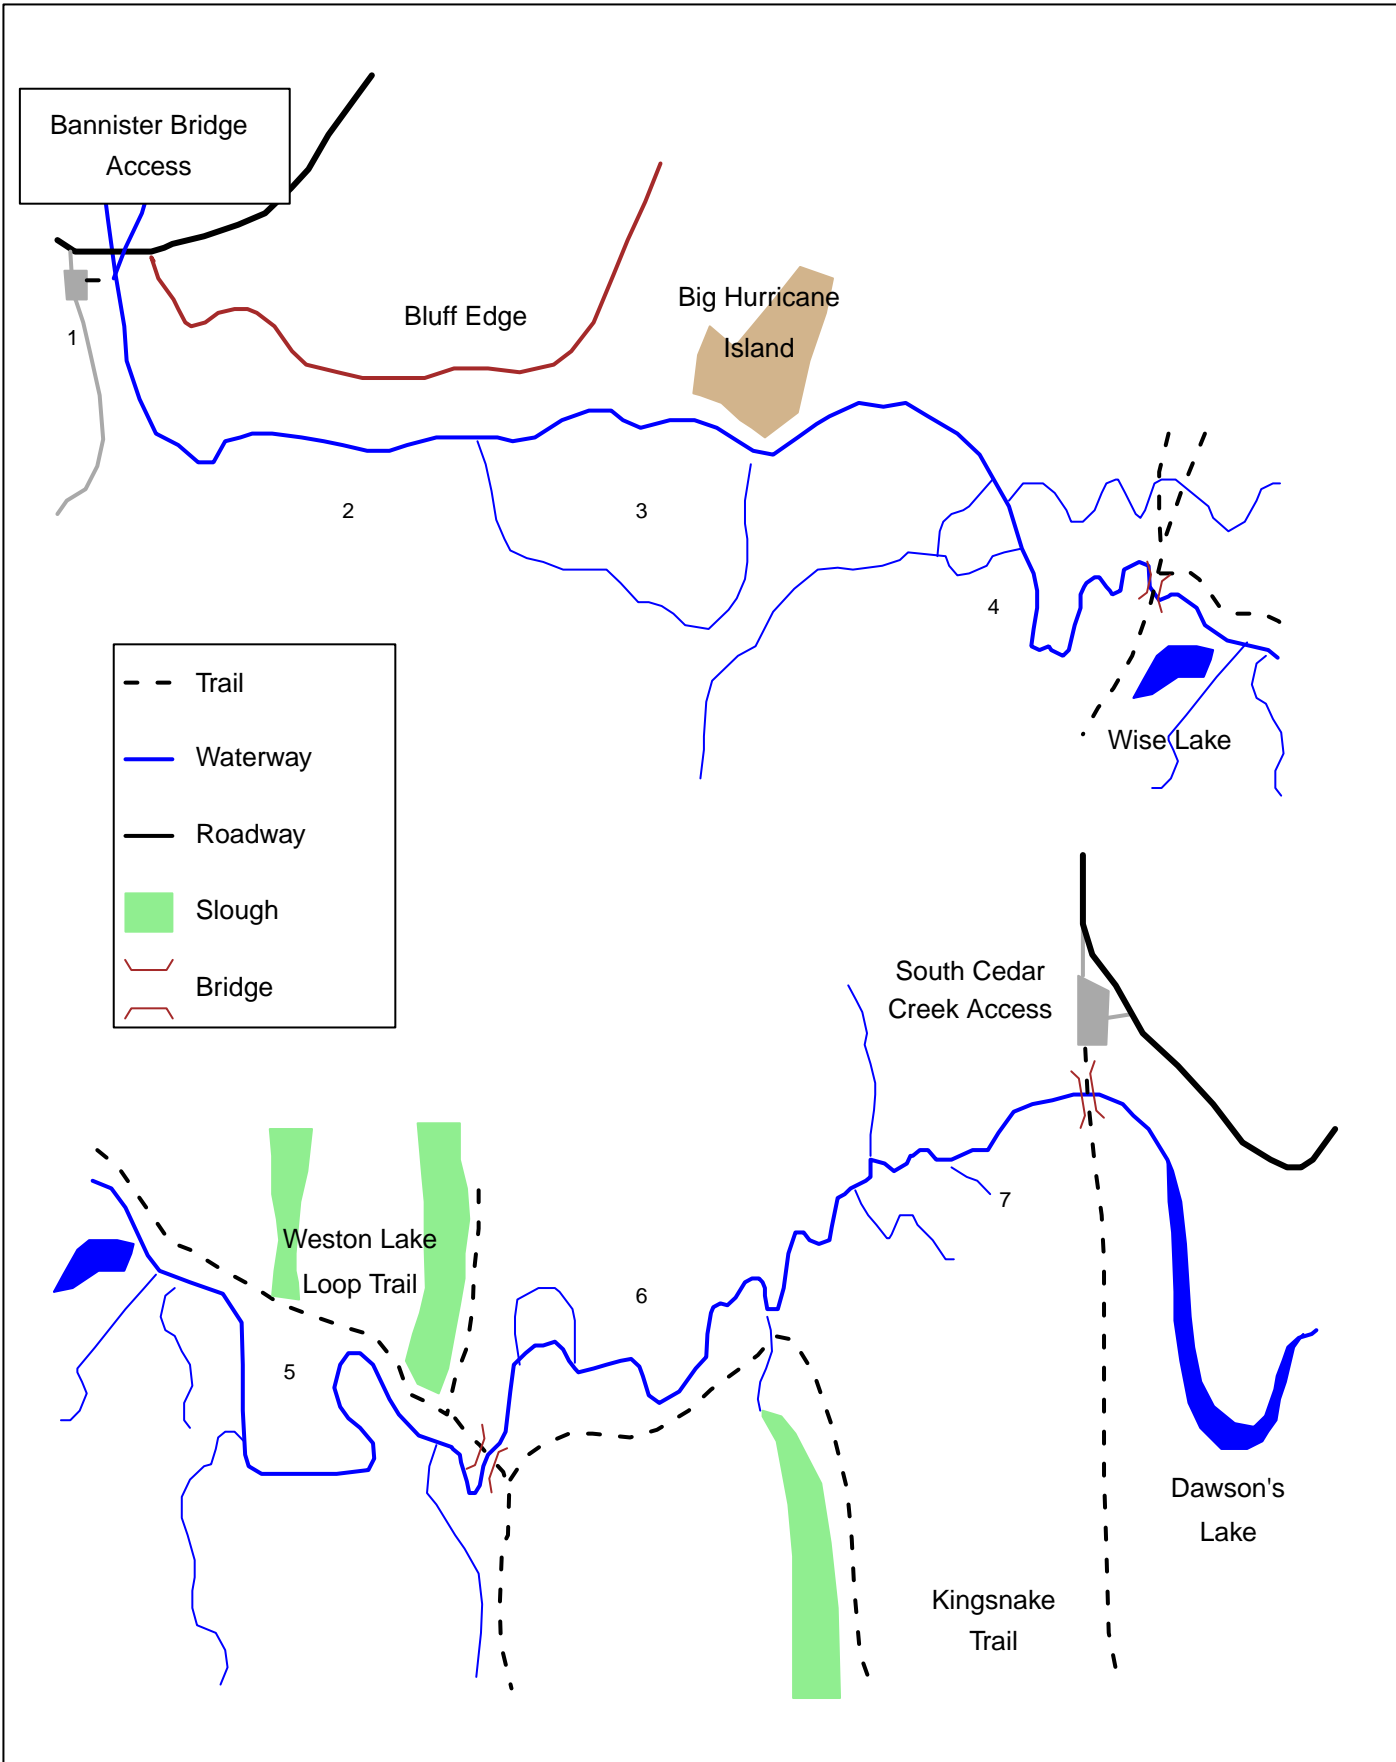 Bannister Bridge
Access
Bluff Edge
Big Hurricane
Island
1
2
3
4
Wise Lake
Trail
Waterway
Roadway
Slough
Bridge
South Cedar
Creek Access
Weston Lake
Loop Trail
5
6
7
Dawson's
Lake
Kingsnake
Trail